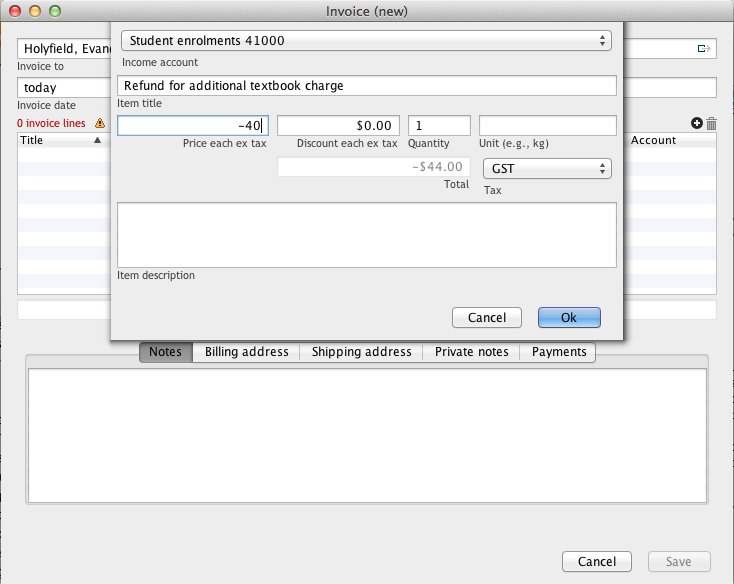 Invoice (new)
Student enrolments 41000
Income account
Holyfield, Evan
Invoice to
Refund for additional textbook charge
Item title
today
Invoice date
-40
Price each ex tax
$0.00
Discount each ex tax
1
Quantity
Unit (e.g., kg)
0 invoice lines
Title
Account
-$44.00
Total
GST
Tax
Item description
Cancel
Ok
Notes
Billing address
Shipping address
Private notes
Payments
Cancel
Save